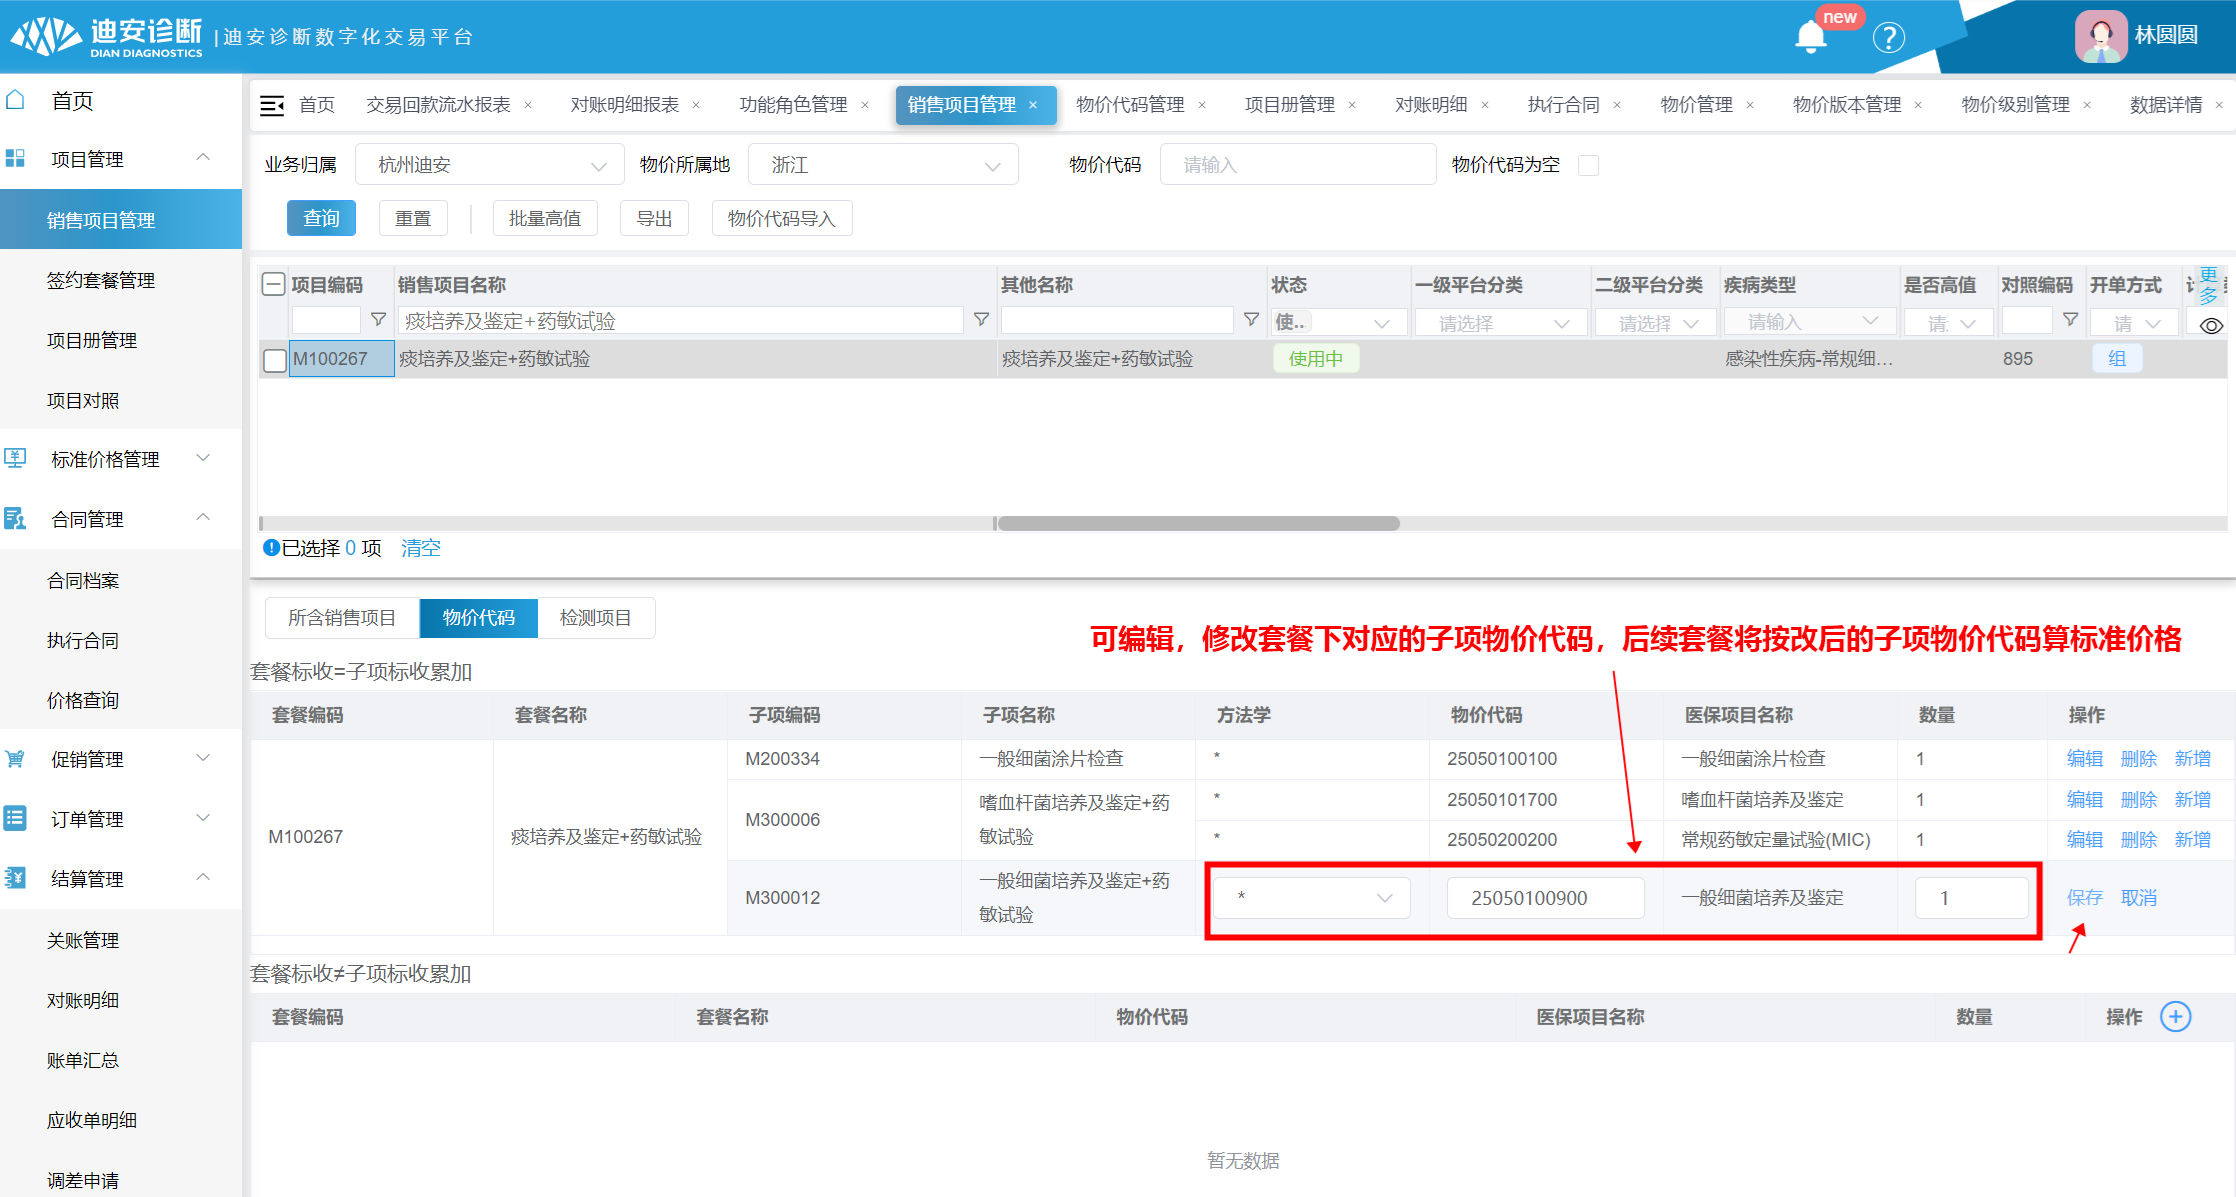 迪安诊断
DIAN DIAGNOSTICS
|迪安诊断数字化交易平台
new
?
林圆圆
首页
项目管理
销售项目管理
签约套餐管理
项目册管理
项目对照
标准价格管理
合同管理
合同档案
执行合同
价格查询
促销管理
订单管理
结算管理
关账管理
对账明细
账单汇总
应收单明细
调差申请
首页 交易回款流水报表 × 对账明细报表 × 功能角色管理 × 销售项目管理 × 物价代码管理 × 项目册管理 × 对账明细 × 执行合同 × 物价管理 × 物价版本管理 × 物价级别管理 × 数据详情 ×
业务归属 杭州迪安 物价所属地 浙江 物价代码 请输入 物价代码为空
查询 重置 批量高值 导出 物价代码导入
项目编码 销售项目名称 其他名称 状态 一级平台分类 二级平台分类 疾病类型 是否高值 对照编码 开单方式 更多
痰培养及鉴定+药敏试验 使... 请选择 请选择 请输入 请 请
M100267 痰培养及鉴定+药敏试验 痰培养及鉴定+药敏试验 使用中 感染性疾病-常规细... 895 组
已选择 0 项 清空
所含销售项目 物价代码 检测项目
可编辑，修改套餐下对应的子项物价代码，后续套餐将按改后的子项物价代码算标准价格
套餐标收=子项标收累加
套餐编码 套餐名称 子项编码 子项名称 方法学 物价代码 医保项目名称 数量 操作
M200334 一般细菌涂片检查 * 25050100100 一般细菌涂片检查 1 编辑 删除 新增
M300006 嗜血杆菌培养及鉴定+药 * 25050101700 嗜血杆菌培养及鉴定 1 编辑 删除 新增
M100267 痰培养及鉴定+药敏试验 敏试验 * 25050200200 常规药敏定量试验(MIC) 1 编辑 删除 新增
M300012 一般细菌培养及鉴定+药 * 25050100900 一般细菌培养及鉴定 1 保存 取消
敏试验
套餐标收≠子项标收累加
套餐编码 套餐名称 物价代码 医保项目名称 数量 操作
暂无数据